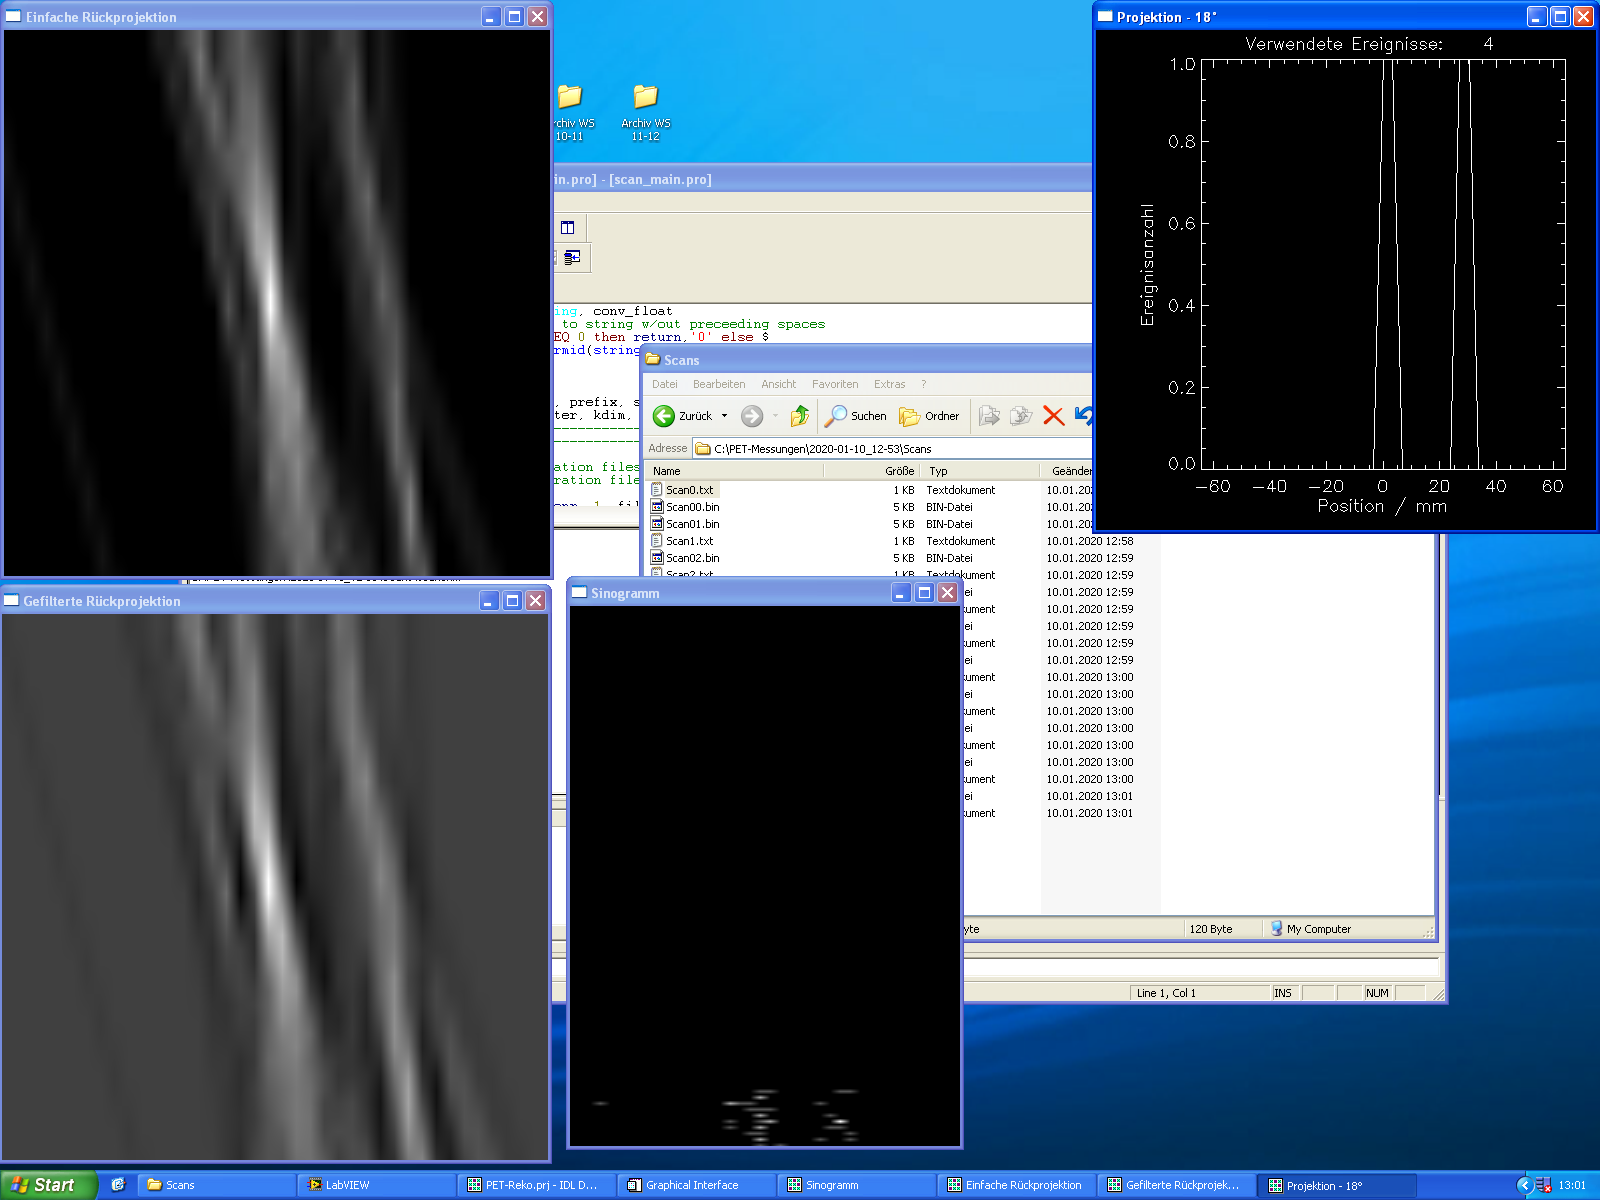 Einfache Rückprojektion
Projektion - 18°
Verwendete Ereignisse: 4
1.0
0.8
0.6
0.4
0.2
0.0
Ereignisanzahl
-60 -40 -20 0 20 40 60
Position / mm
rchiv WS
10-11
Archiv WS
11-12
in.pro] - [scan_main.pro]
ing, conv_float
to string w/out preceeding spaces
EQ 0 then return,'0' else $
rmid(string
, prefix, s
ter, kdim,
ation files
ration file
Scans
Datei Bearbeiten Ansicht Favoriten Extras ?
Zurück Suchen Ordner
Adresse C:\PET-Messungen\2020-01-10_12-53\Scans
Name Größe Typ Geänder
Scan0.txt 1 KB Textdokument 10.01.202
Scan00.bin 5 KB BIN-Datei 10.01.202
Scan01.bin 5 KB BIN-Datei 10.01.202
Scan1.txt 1 KB Textdokument 10.01.2020 12:58
Scan02.bin 5 KB BIN-Datei 10.01.2020 12:59
Scan2.txt 1 KB Textdokument 10.01.2020 12:59
ei 10.01.2020 12:59
ument 10.01.2020 12:59
ei 10.01.2020 12:59
ument 10.01.2020 12:59
ei 10.01.2020 12:59
ument 10.01.2020 13:00
ei 10.01.2020 13:00
ument 10.01.2020 13:00
ei 10.01.2020 13:00
ument 10.01.2020 13:00
ei 10.01.2020 13:00
ument 10.01.2020 13:00
ei 10.01.2020 13:01
ument 10.01.2020 13:01
yte 120 Byte My Computer
Line 1, Col 1 INS NUM
Gefilterte Rückprojektion
Sinogramm
Start Scans LabVIEW PET-Reko.prj - IDL D... Graphical Interface Sinogramm Einfache Rückprojektion Gefilterte Rückprojek... Projektion - 18° 13:01